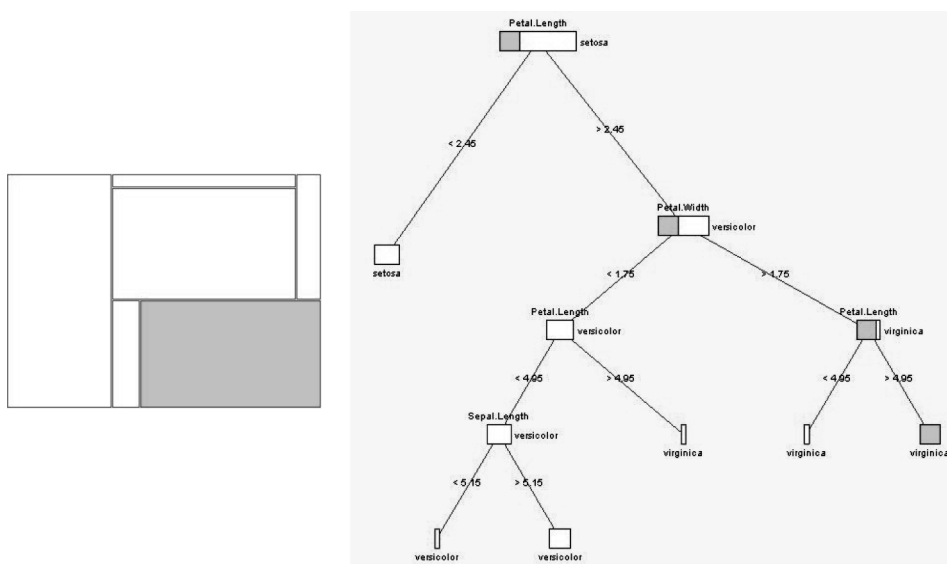 Petal.Length
setosa
< 2.45
> 2.45
Petal.Width
versicolor
setosa
< 1.75
> 1.75
Petal.Length
versicolor
Petal.Length
virginica
< 4.95
> 4.95
< 4.95
> 4.95
Sepal.Length
versicolor
virginica
virginica
virginica
< 5.15
> 5.15
versicolor
versicolor